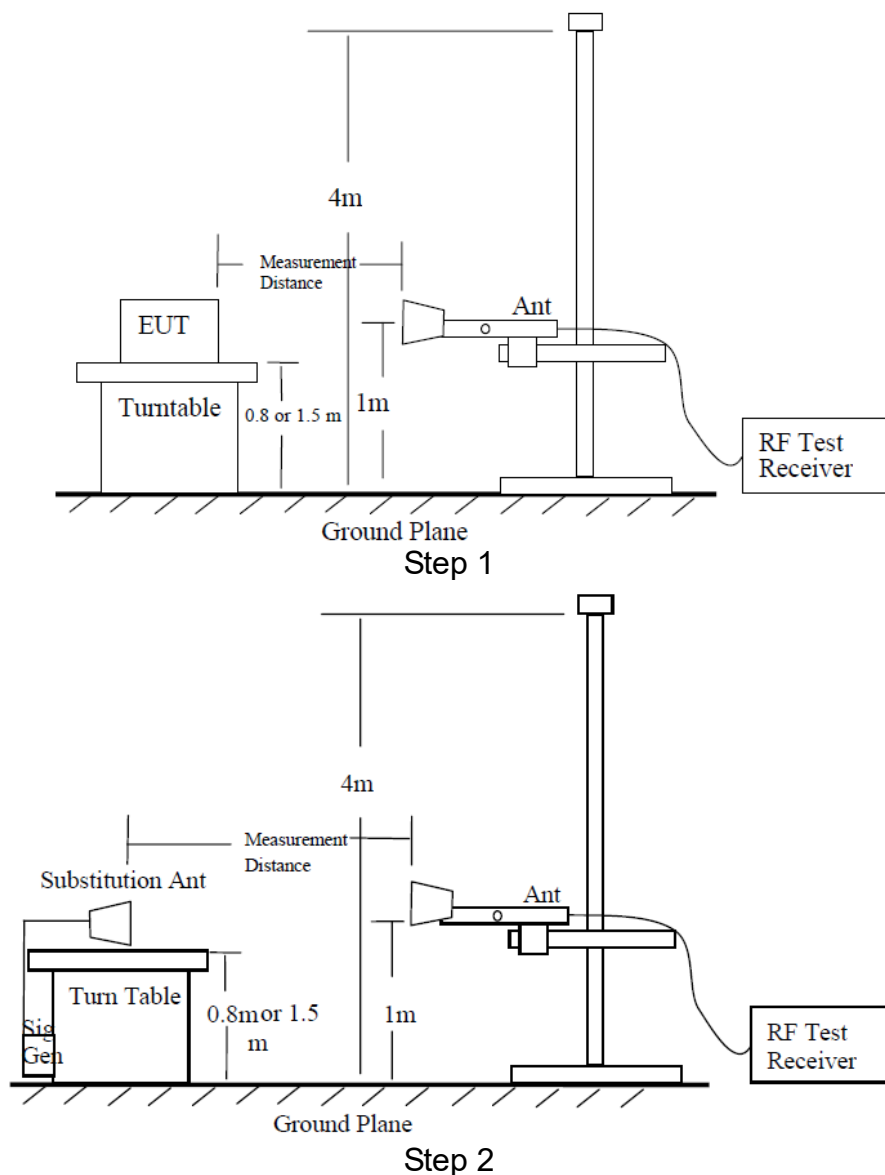 4m
Measurement
Distance
Ant
EUT
1m
Turntable
0.8 or 1.5 m
RF Test
Receiver
Ground Plane
Step 1
4m
Measurement
Distance
Substitution Ant
Ant
Turn Table
0.8m or 1.5
m
1m
Sig
Gen
RF Test
Receiver
Ground Plane
Step 2